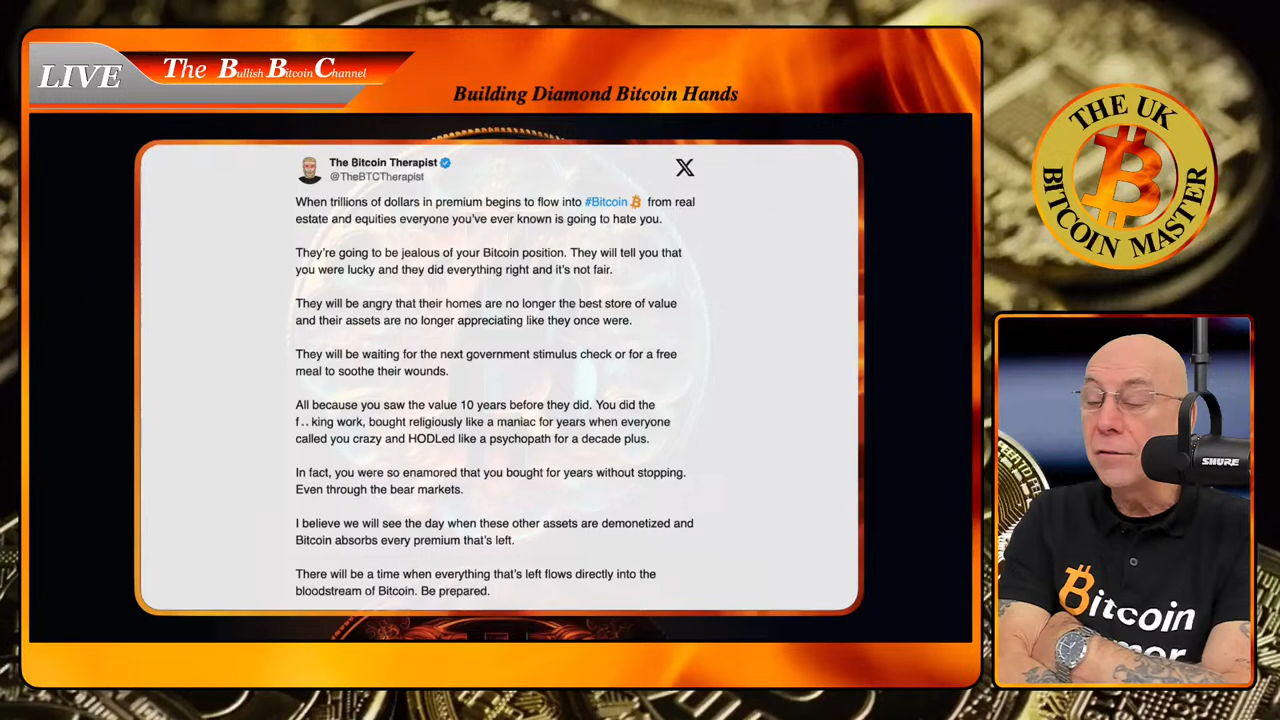 LIVE
The Bullish Bitcoin Channel
Building Diamond Bitcoin Hands
THE UK
BITCOIN MASTER
The Bitcoin Therapist
@TheBTCTherapist
When trillions of dollars in premium begins to flow into #Bitcoin from real
estate and equities everyone you've ever known is going to hate you.
They're going to be jealous of your Bitcoin position. They will tell you that
you were lucky and they did everything right and it's not fair.
They will be angry that their homes are no longer the best store of value
and their assets are no longer appreciating like they once were.
They will be waiting for the next government stimulus check or for a free
meal to soothe their wounds.
All because you saw the value 10 years before they did. You did the
f . . king work, bought religiously like a maniac for years when everyone
called you crazy and HODLed like a psychopath for a decade plus.
In fact, you were so enamored that you bought for years without stopping.
Even through the bear markets.
I believe we will see the day when these other assets are demonetized and
Bitcoin absorbs every premium that's left.
There will be a time when everything that's left flows directly into the
bloodstream of Bitcoin. Be prepared.
SHURE
Bitcoin